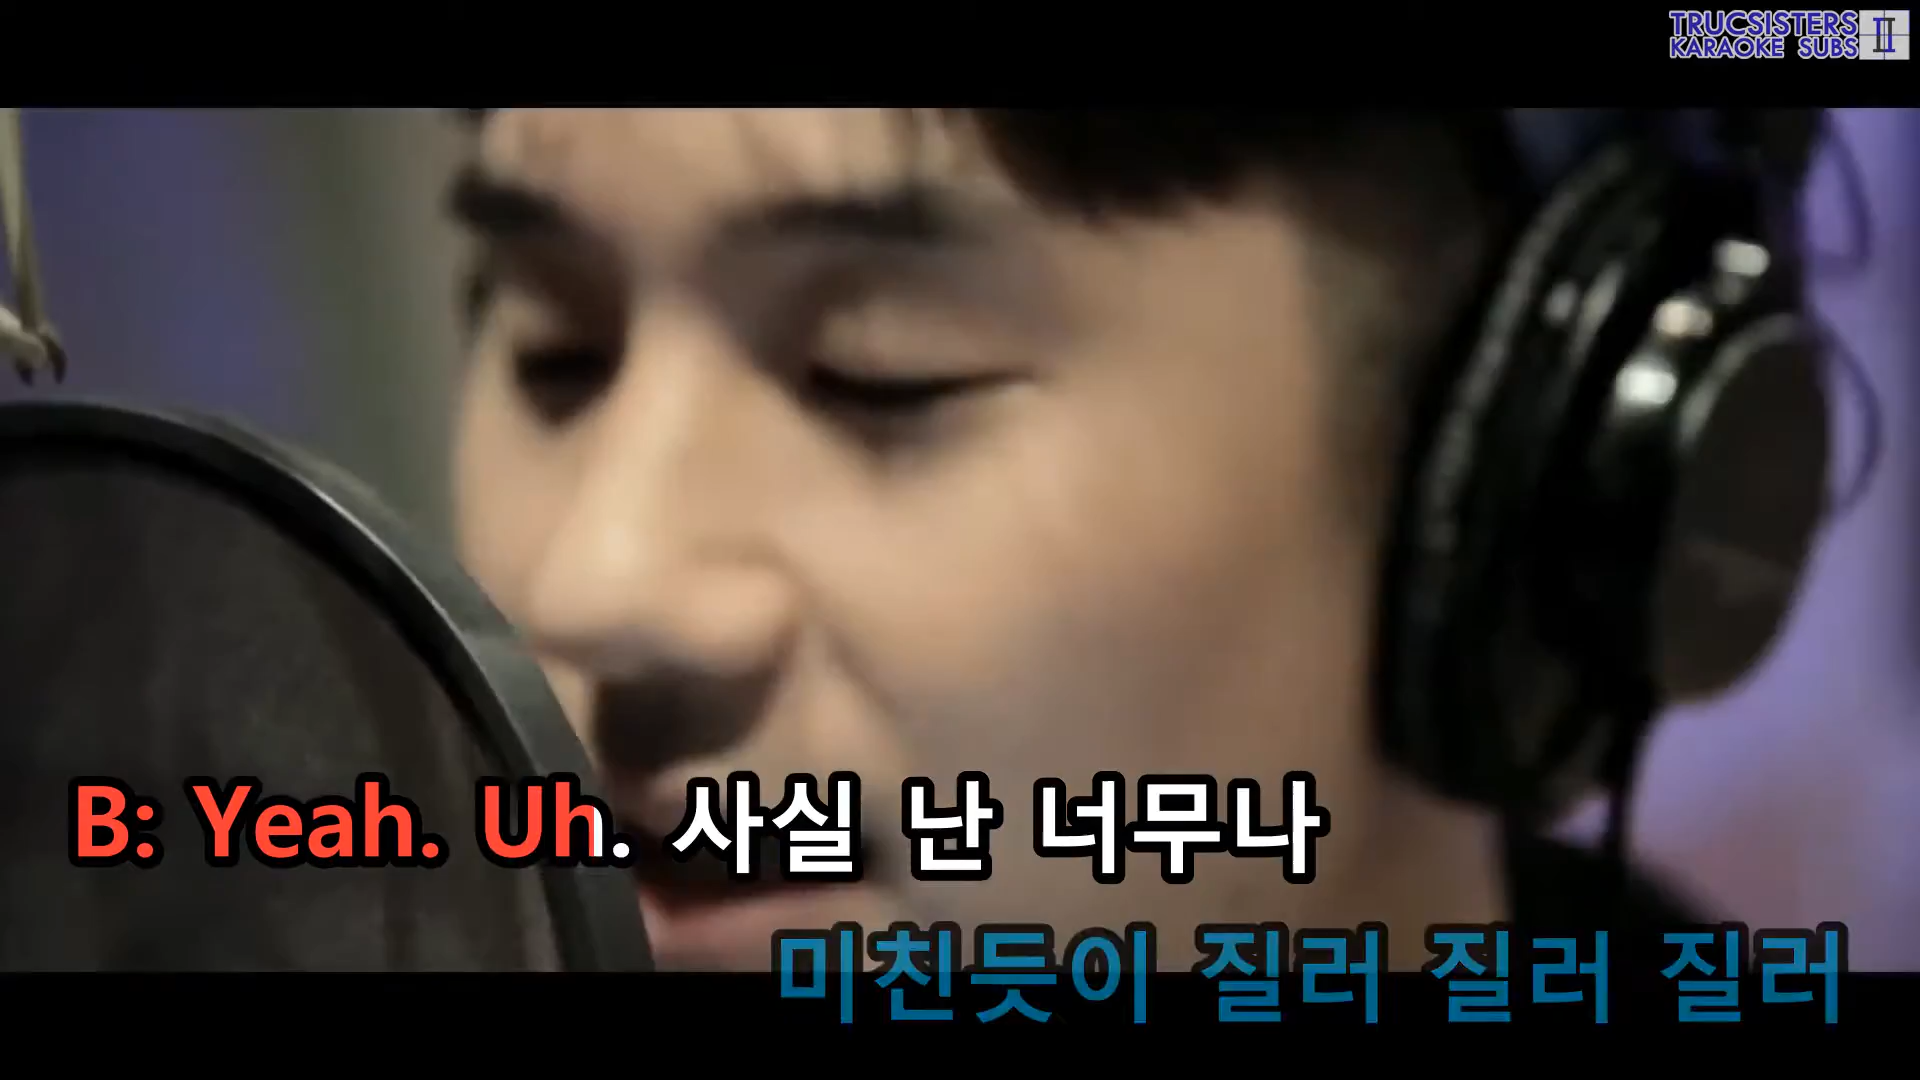 TRUCSISTERS
KARAOKE SUBS II
B: Yeah. Uh. 사실 난 너무나
미친듯이 질러 질러 질러